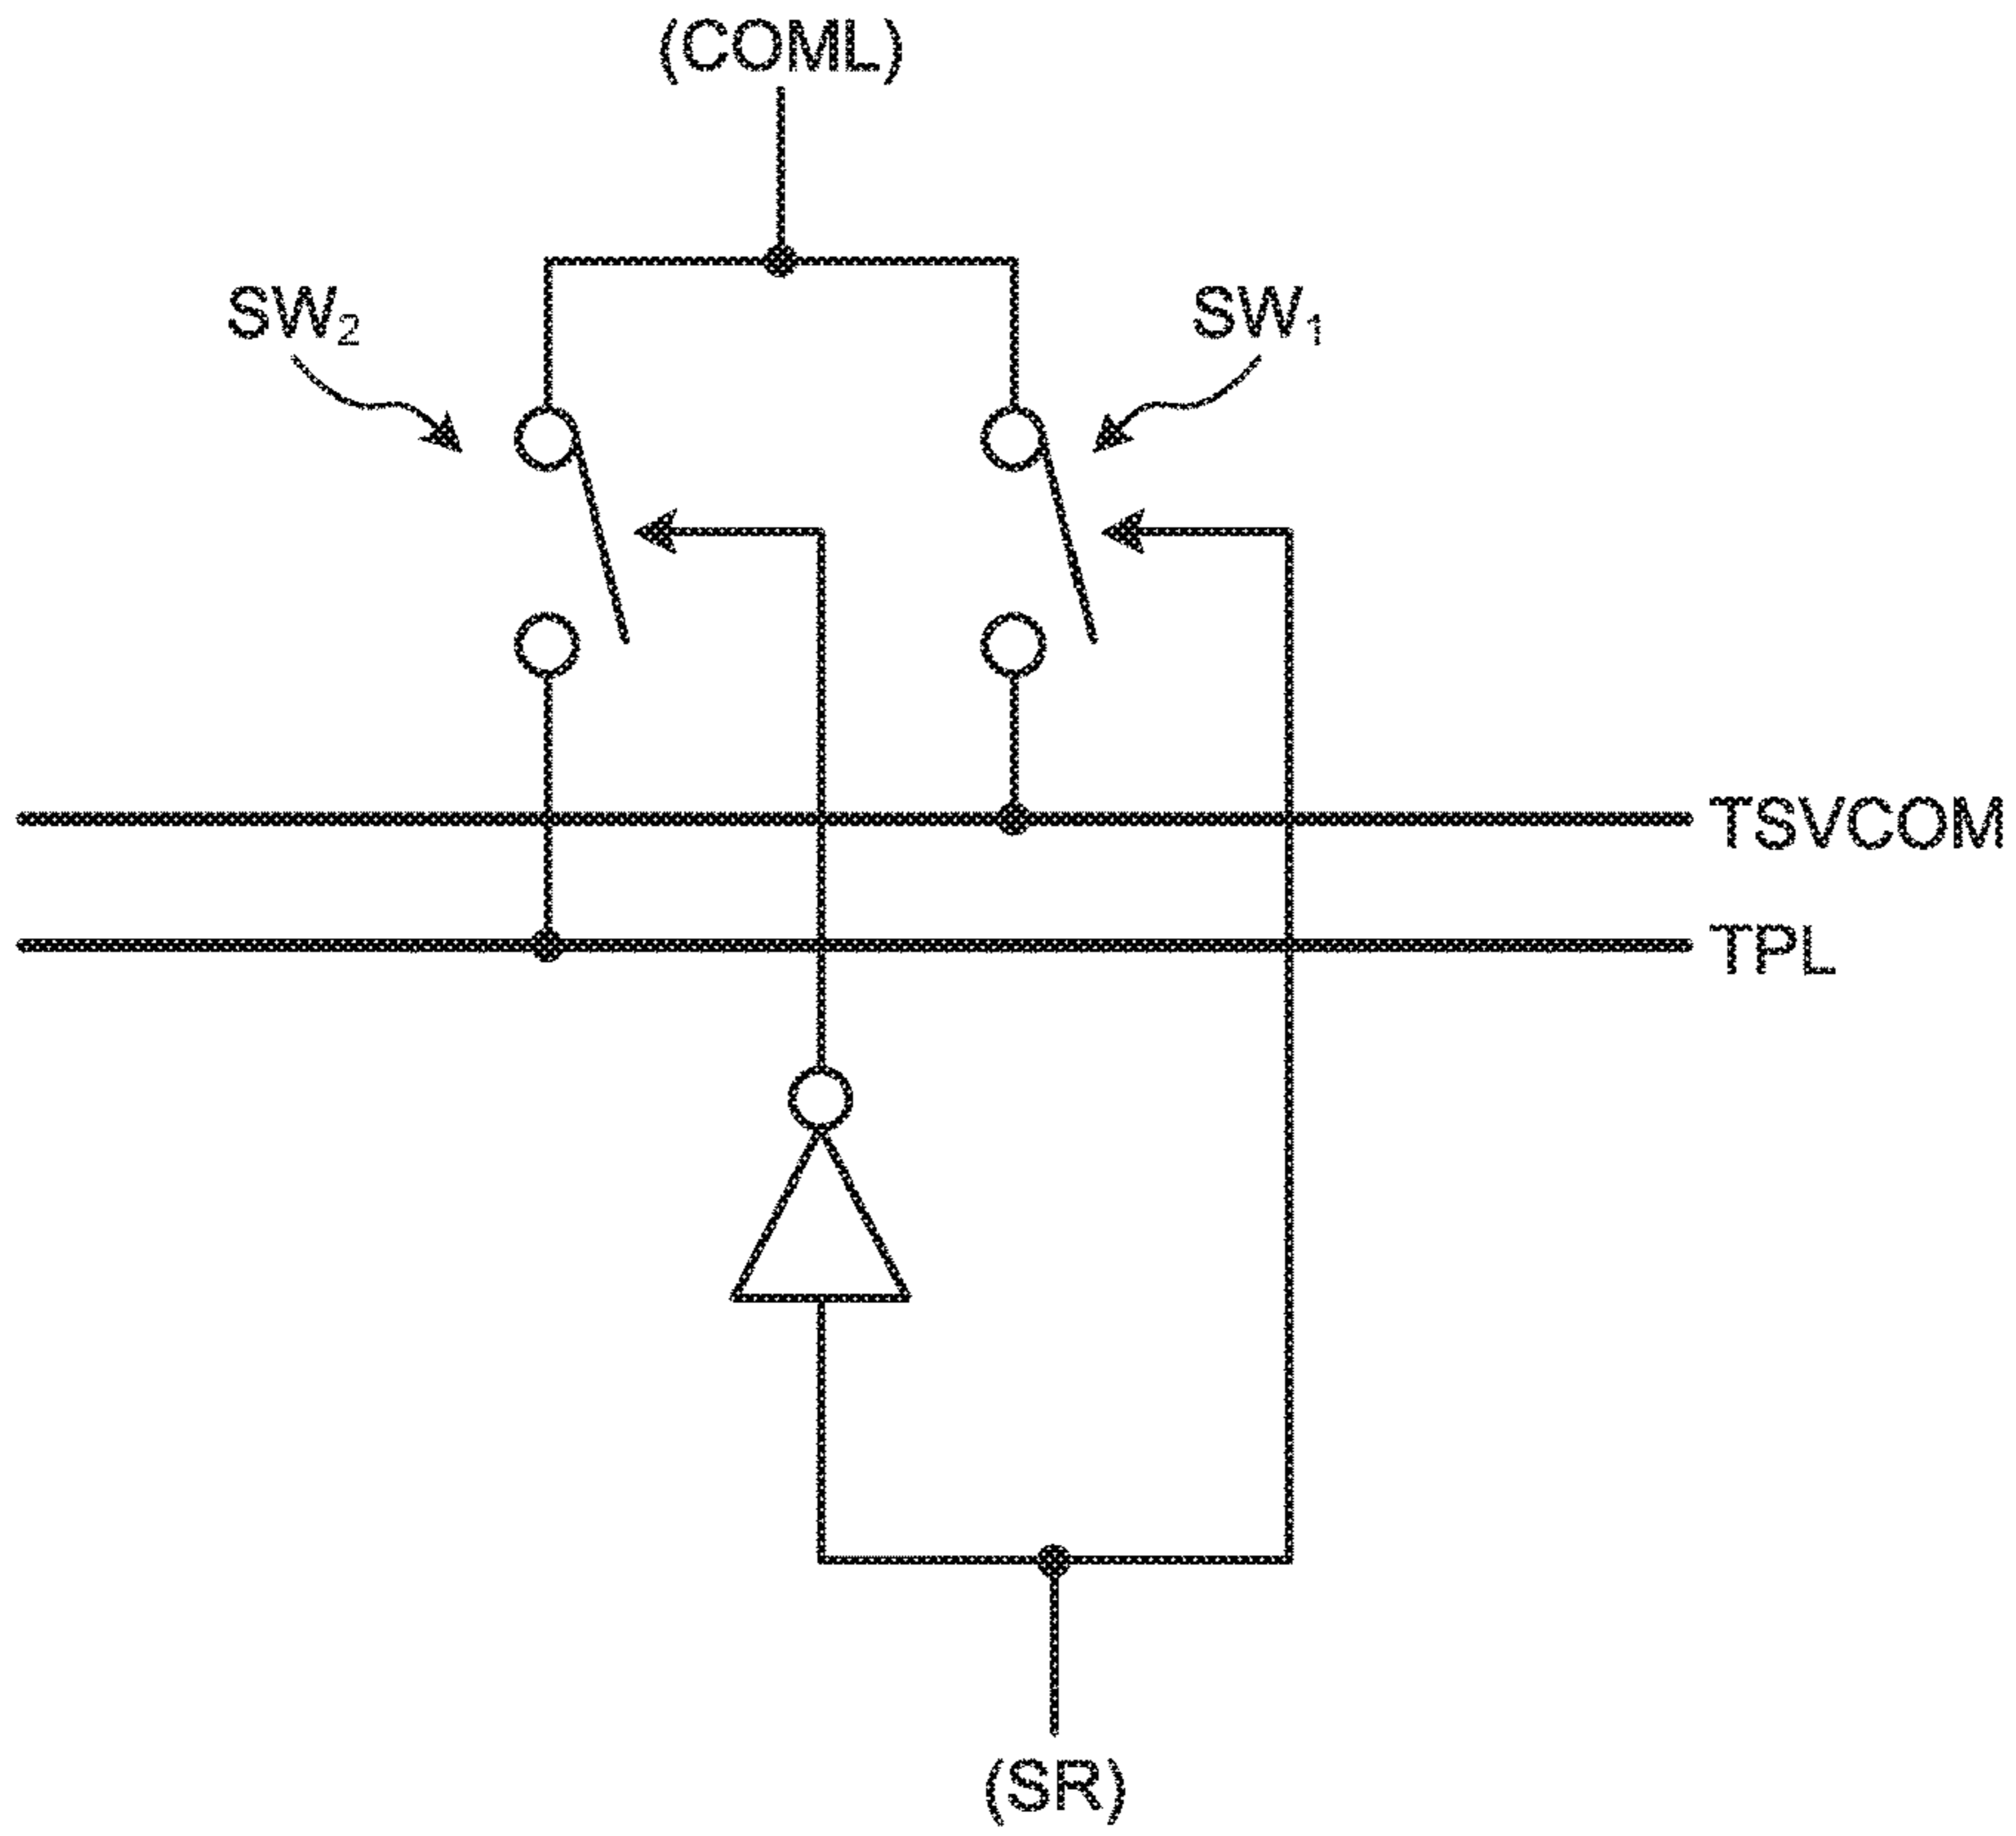 (COML)
SW₂
SW₁
TSVCOM
TPL
(SR)